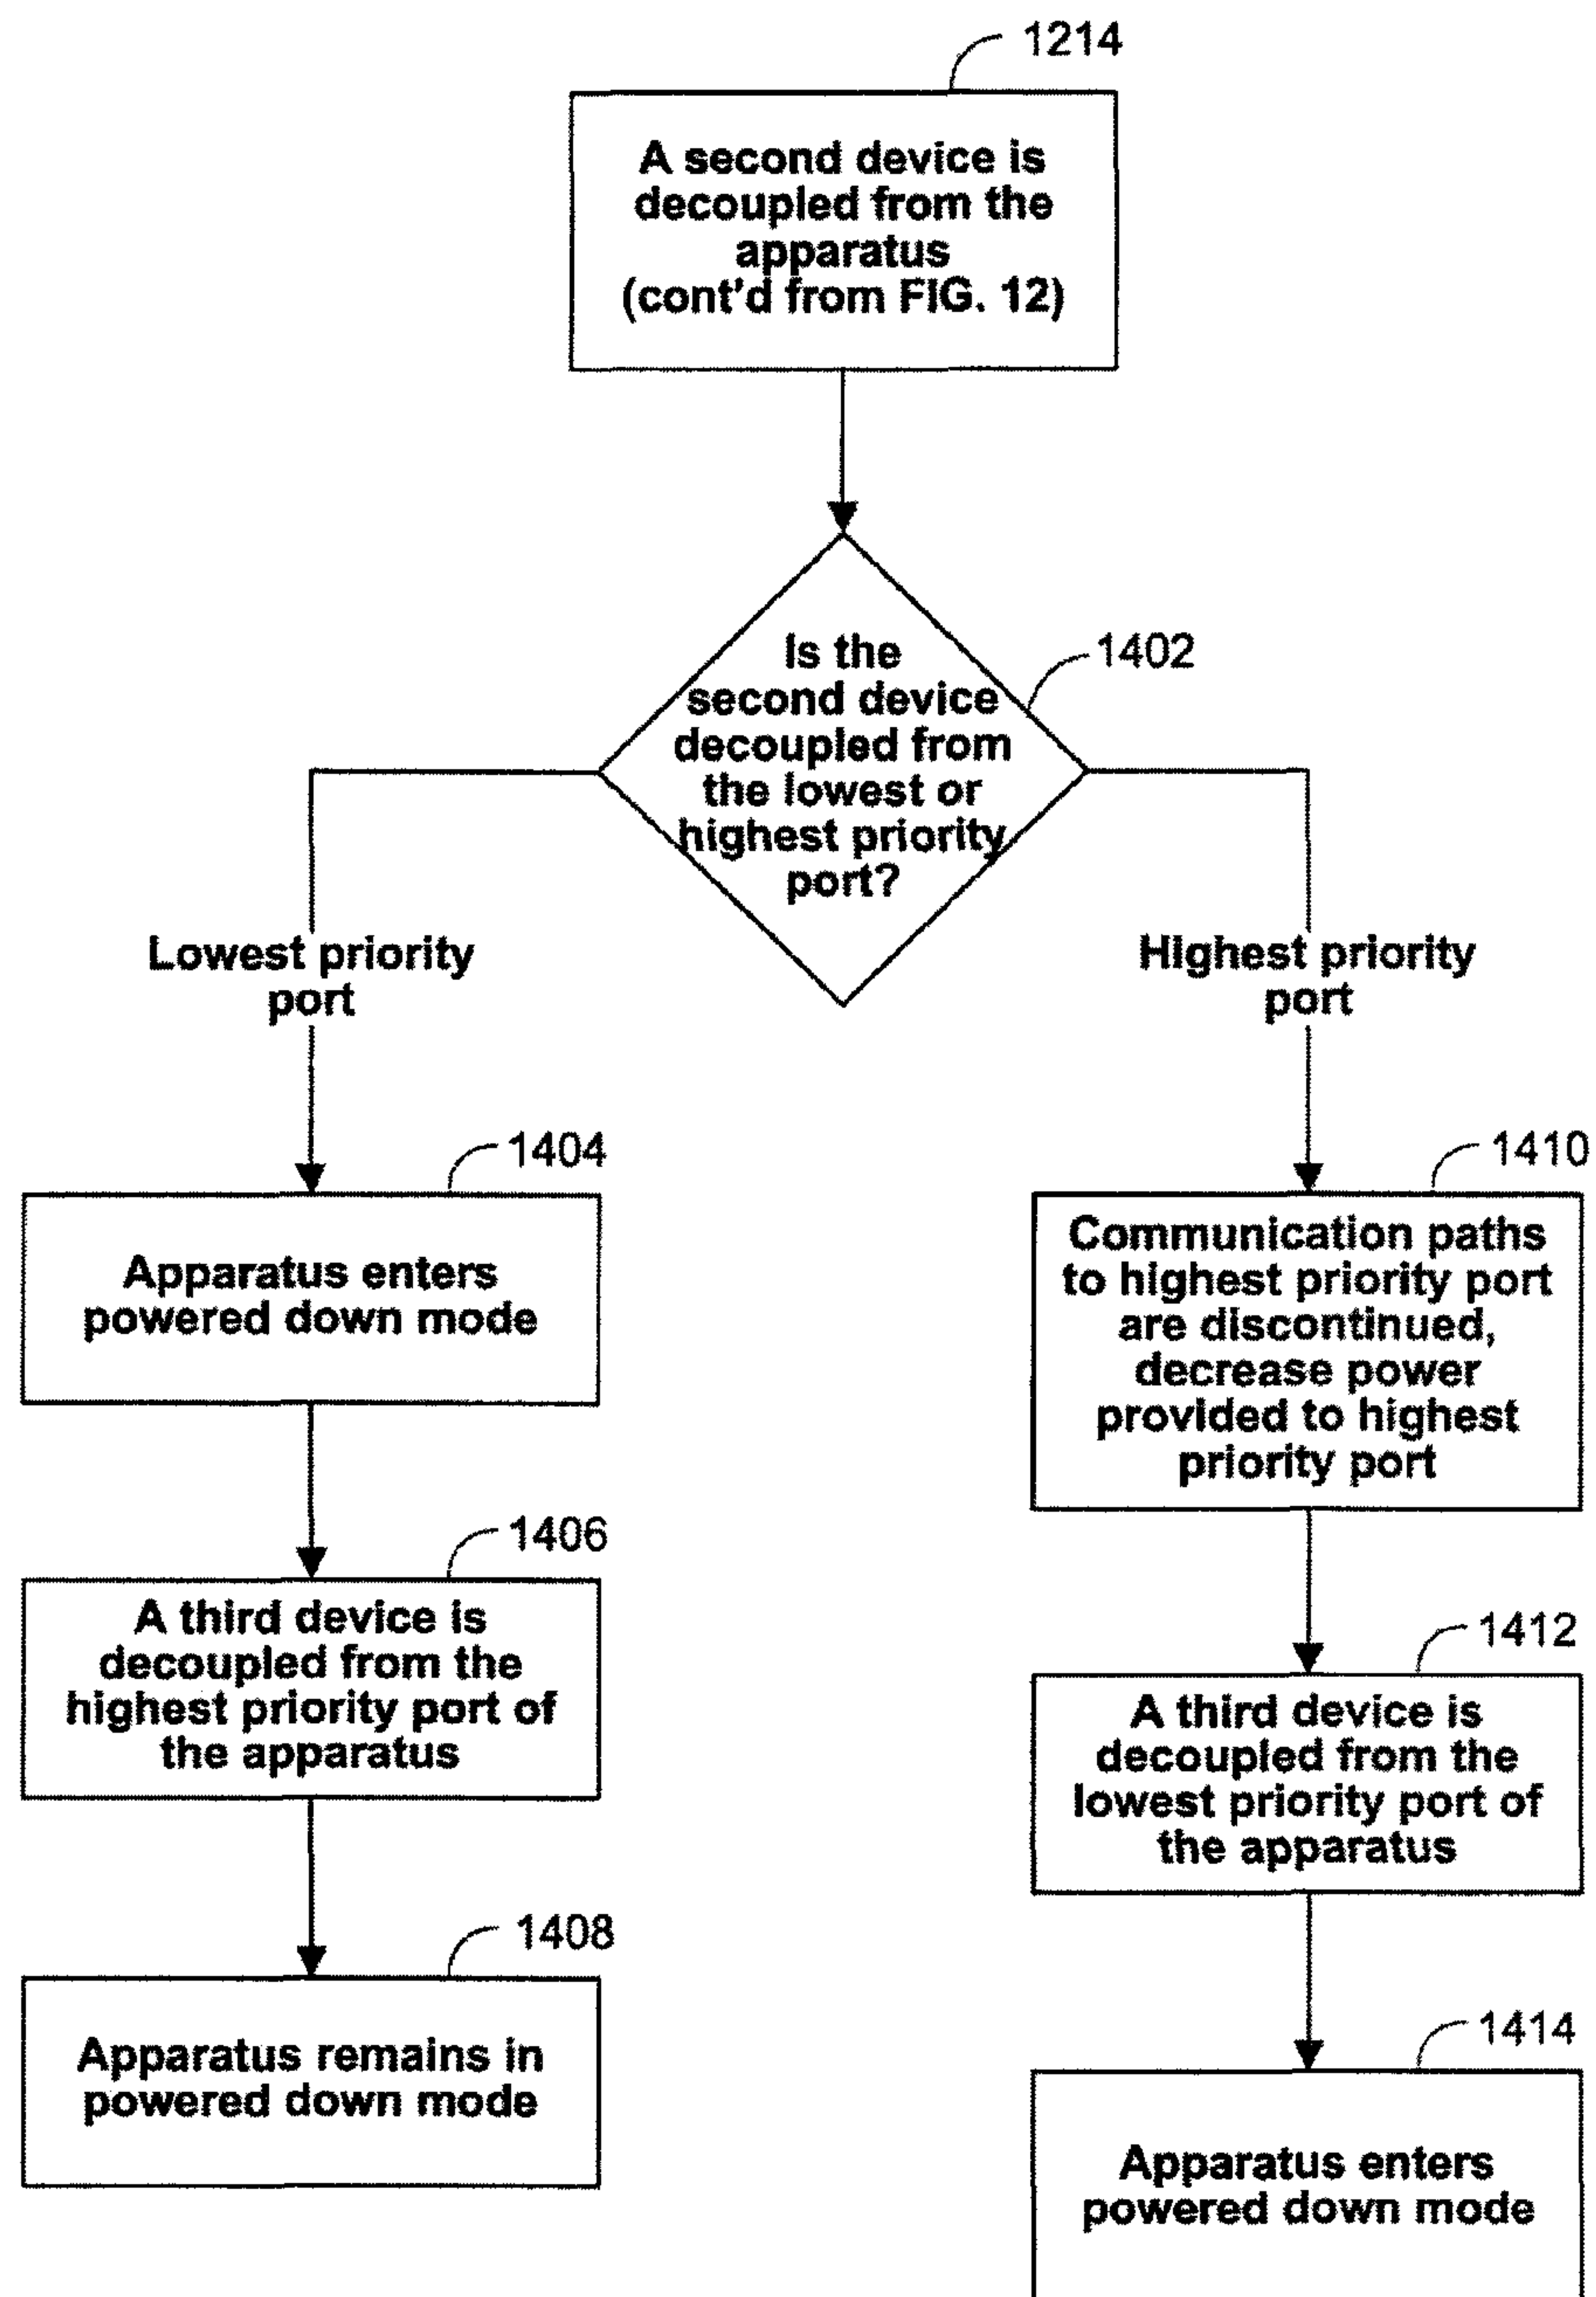 1214
A second device is
decoupled from the
apparatus
(cont'd from FIG. 12)
1402
Is the
second device
decoupled from
the lowest or
highest priority
port?
Lowest priority
port
Highest priority
port
1404
Apparatus enters
powered down mode
1410
Communication paths
to highest priority port
are discontinued,
decrease power
provided to highest
priority port
1406
A third device is
decoupled from the
highest priority port of
the apparatus
1412
A third device is
decoupled from the
lowest priority port of
the apparatus
1408
Apparatus remains in
powered down mode
1414
Apparatus enters
powered down mode